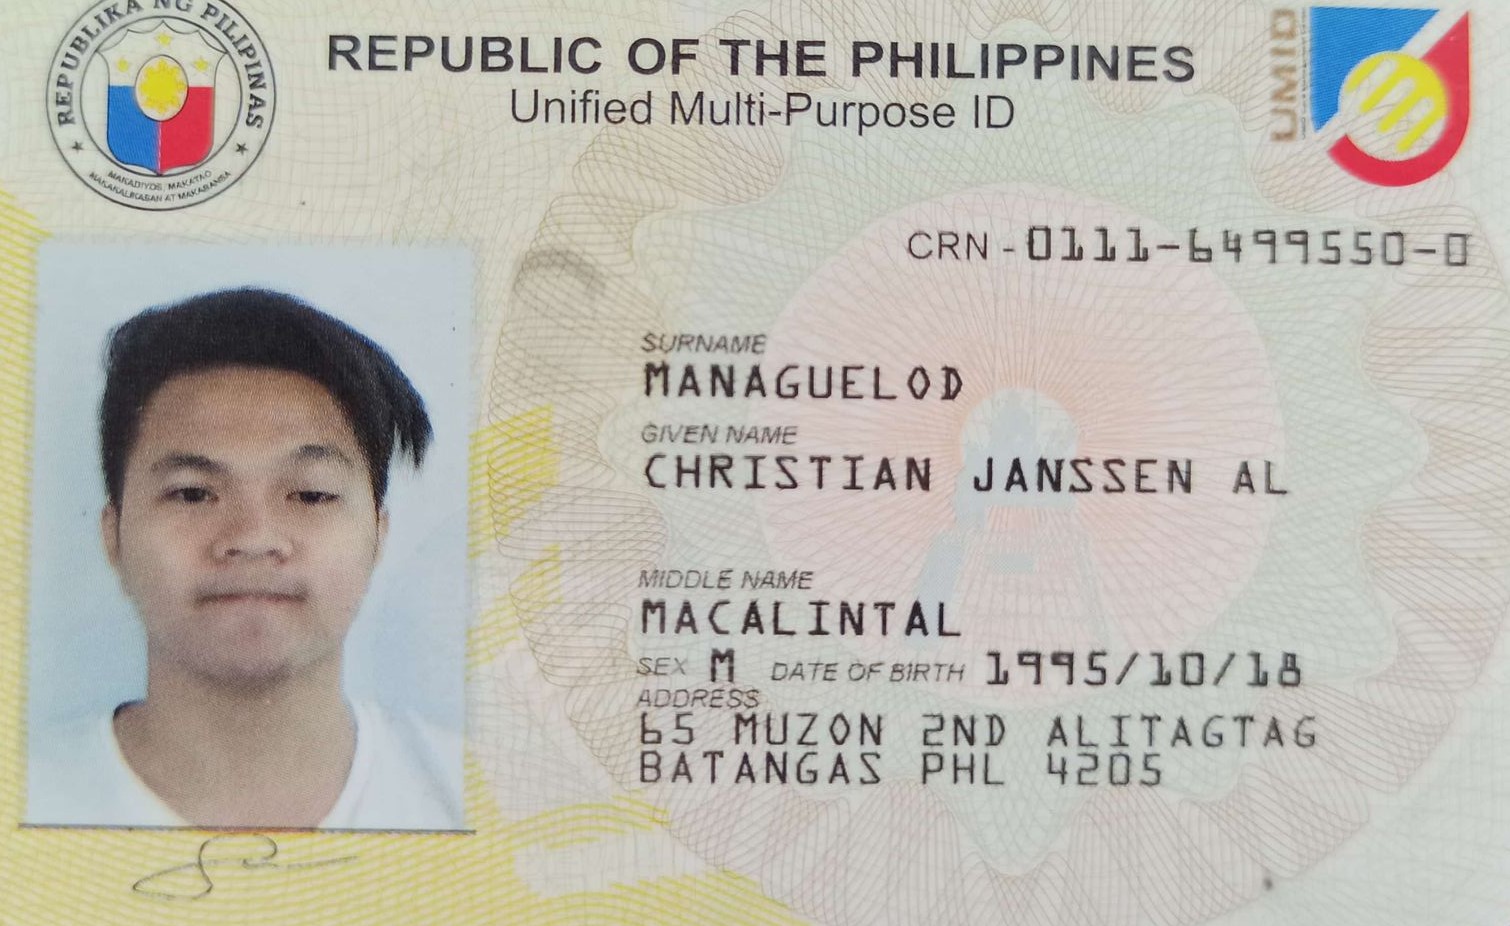 REPUBLIKA NG PILIPINAS
MAKADIYOS, MAKATAO
MAKAKALIKASAN AT MAKABANSA
REPUBLIC OF THE PHILIPPINES
Unified Multi-Purpose ID
UMID
CRN - 0111-6499550-0
SURNAME
MANAGUELOD
GIVEN NAME
CHRISTIAN JANSSEN AL
MIDDLE NAME
MACALINTAL
SEX M DATE OF BIRTH 1995/10/18
ADDRESS
65 MUZON 2ND ALITAGTAG
BATANGAS PHL 4205